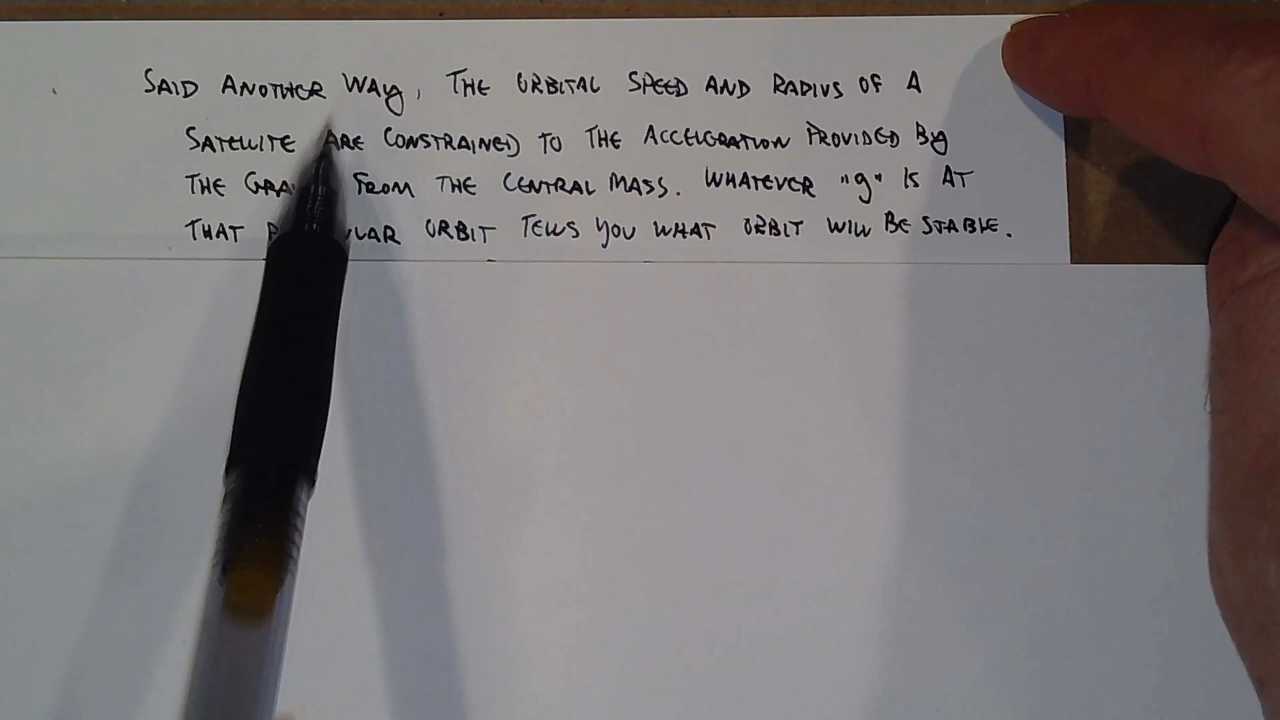 SAID ANOTHER WAY, THE ORBITAL SPEED AND RADIUS OF A
SATELLITE ARE CONSTRAINED TO THE ACCELERATION PROVIDED BY
THE FROM THE CENTRAL MASS. WHATEVER "g" IS AT
THAT ORBIT TELLS YOU WHAT ORBIT WILL BE STABLE.